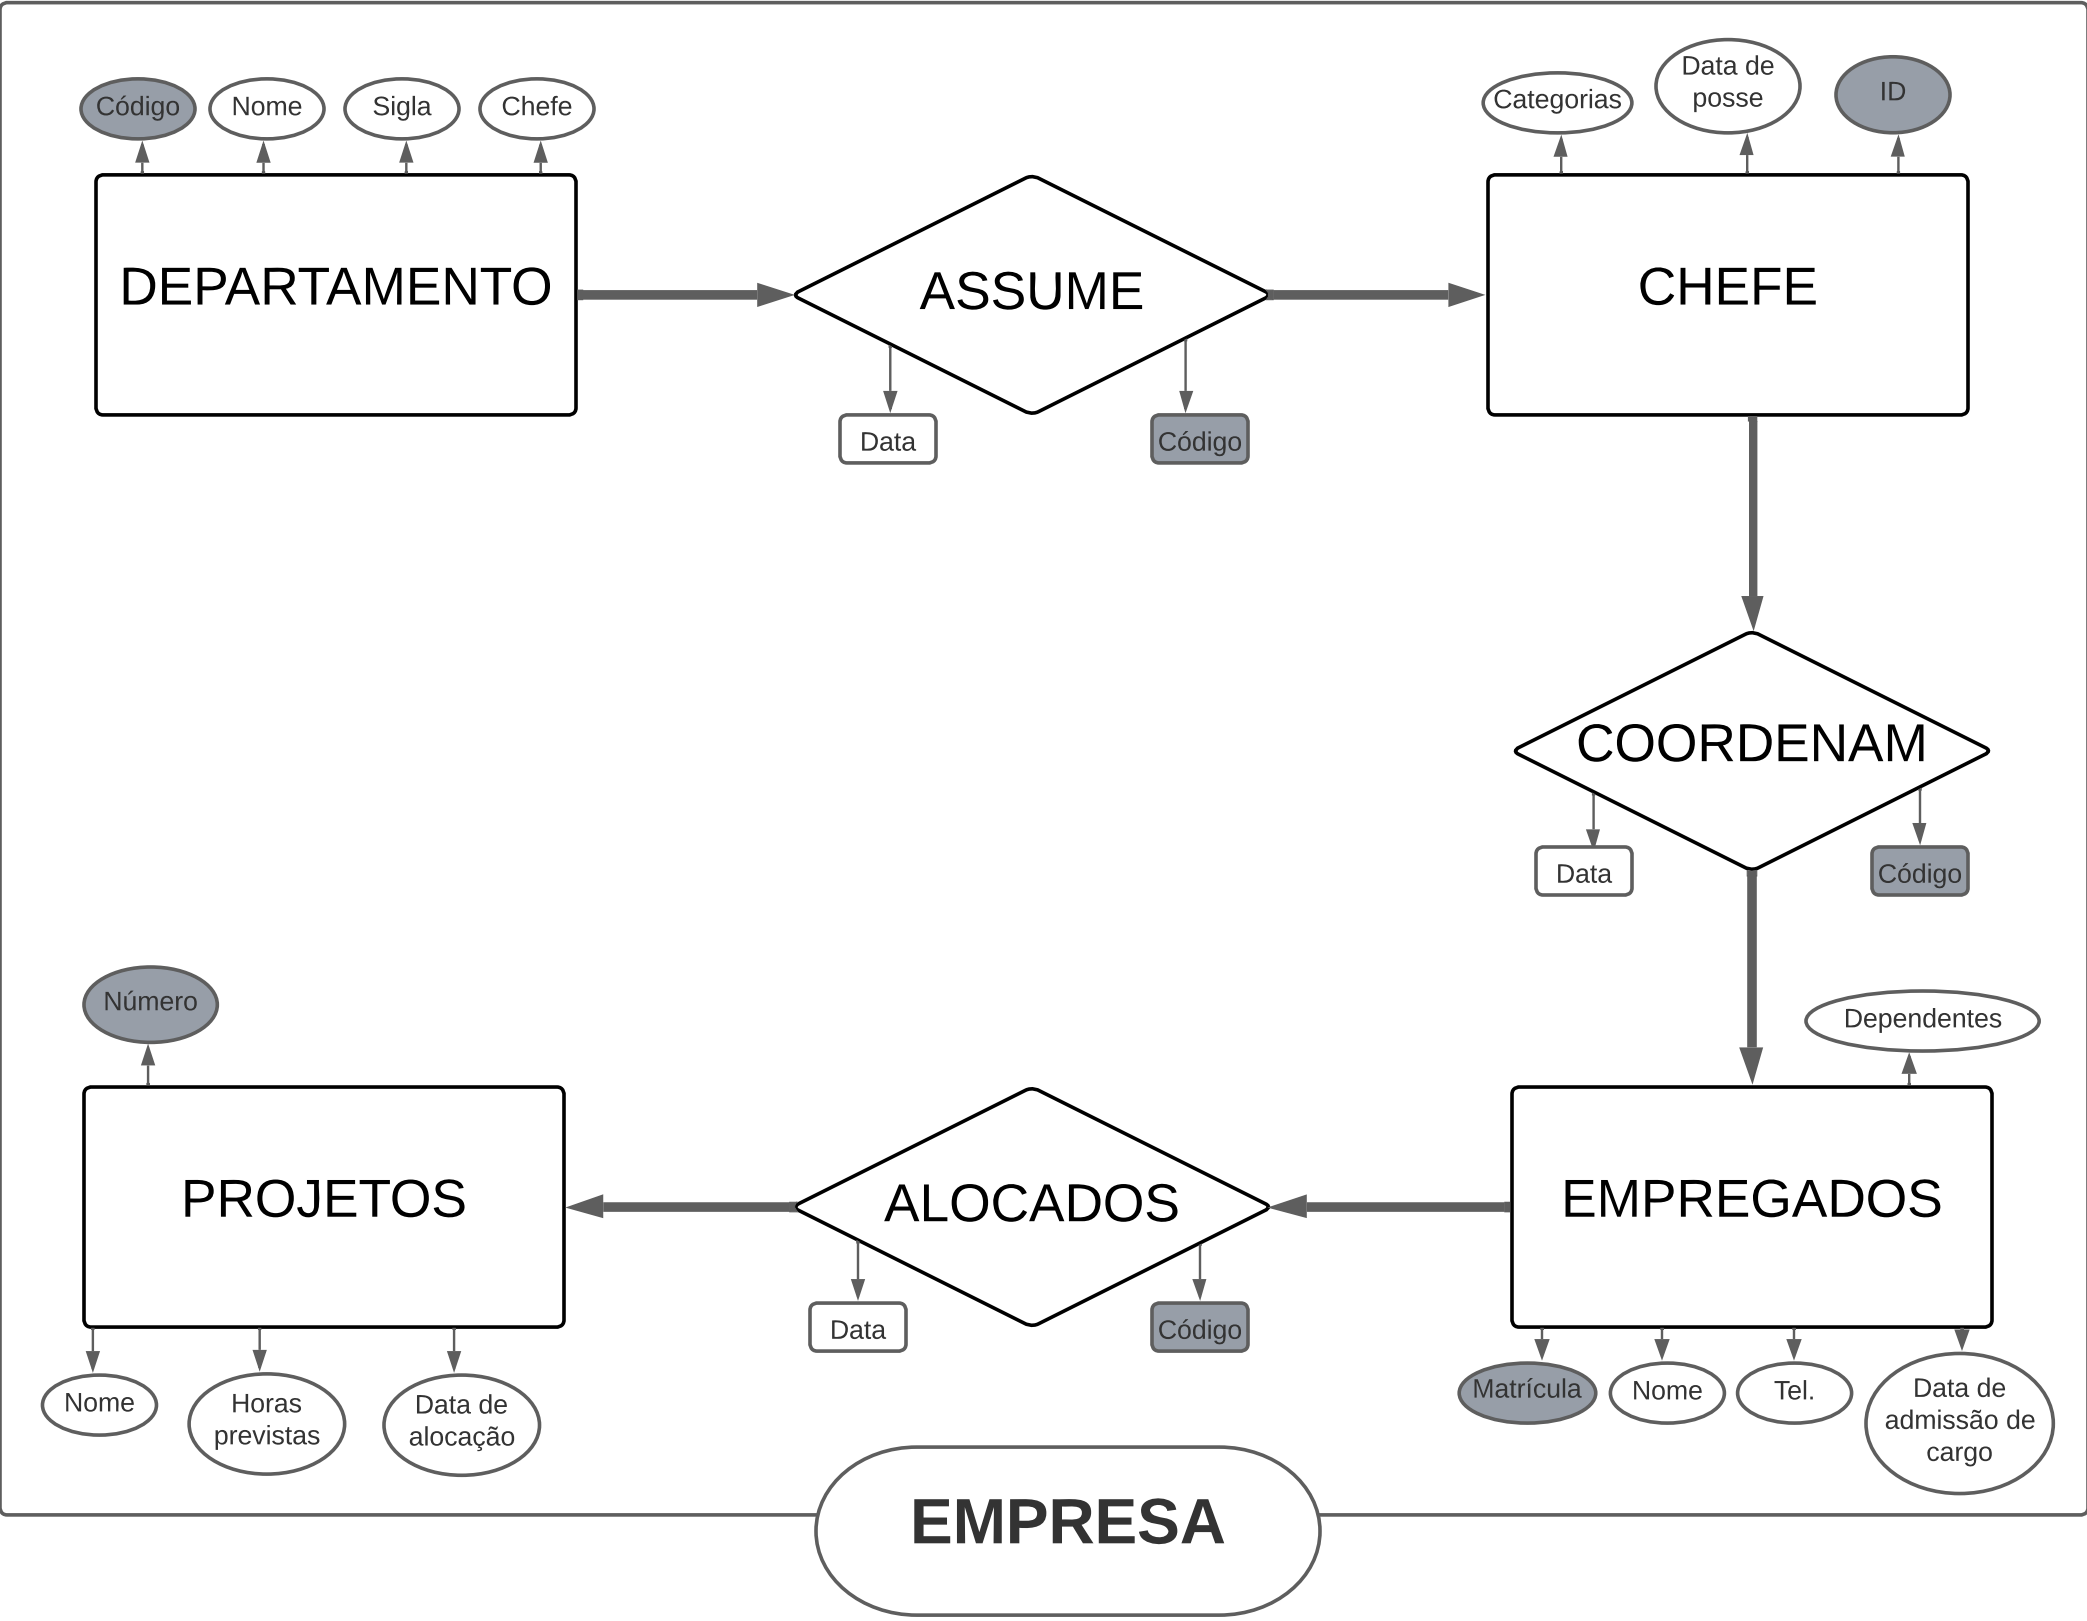 Código
Nome
Sigla
Chefe
Categorias
Data de
posse
ID
DEPARTAMENTO
ASSUME
CHEFE
Data
Código
COORDENAM
Data
Código
Número
Dependentes
PROJETOS
ALOCADOS
EMPREGADOS
Data
Código
Nome
Horas
previstas
Data de
alocação
Matrícula
Nome
Tel.
Data de
admissão de
cargo
EMPRESA